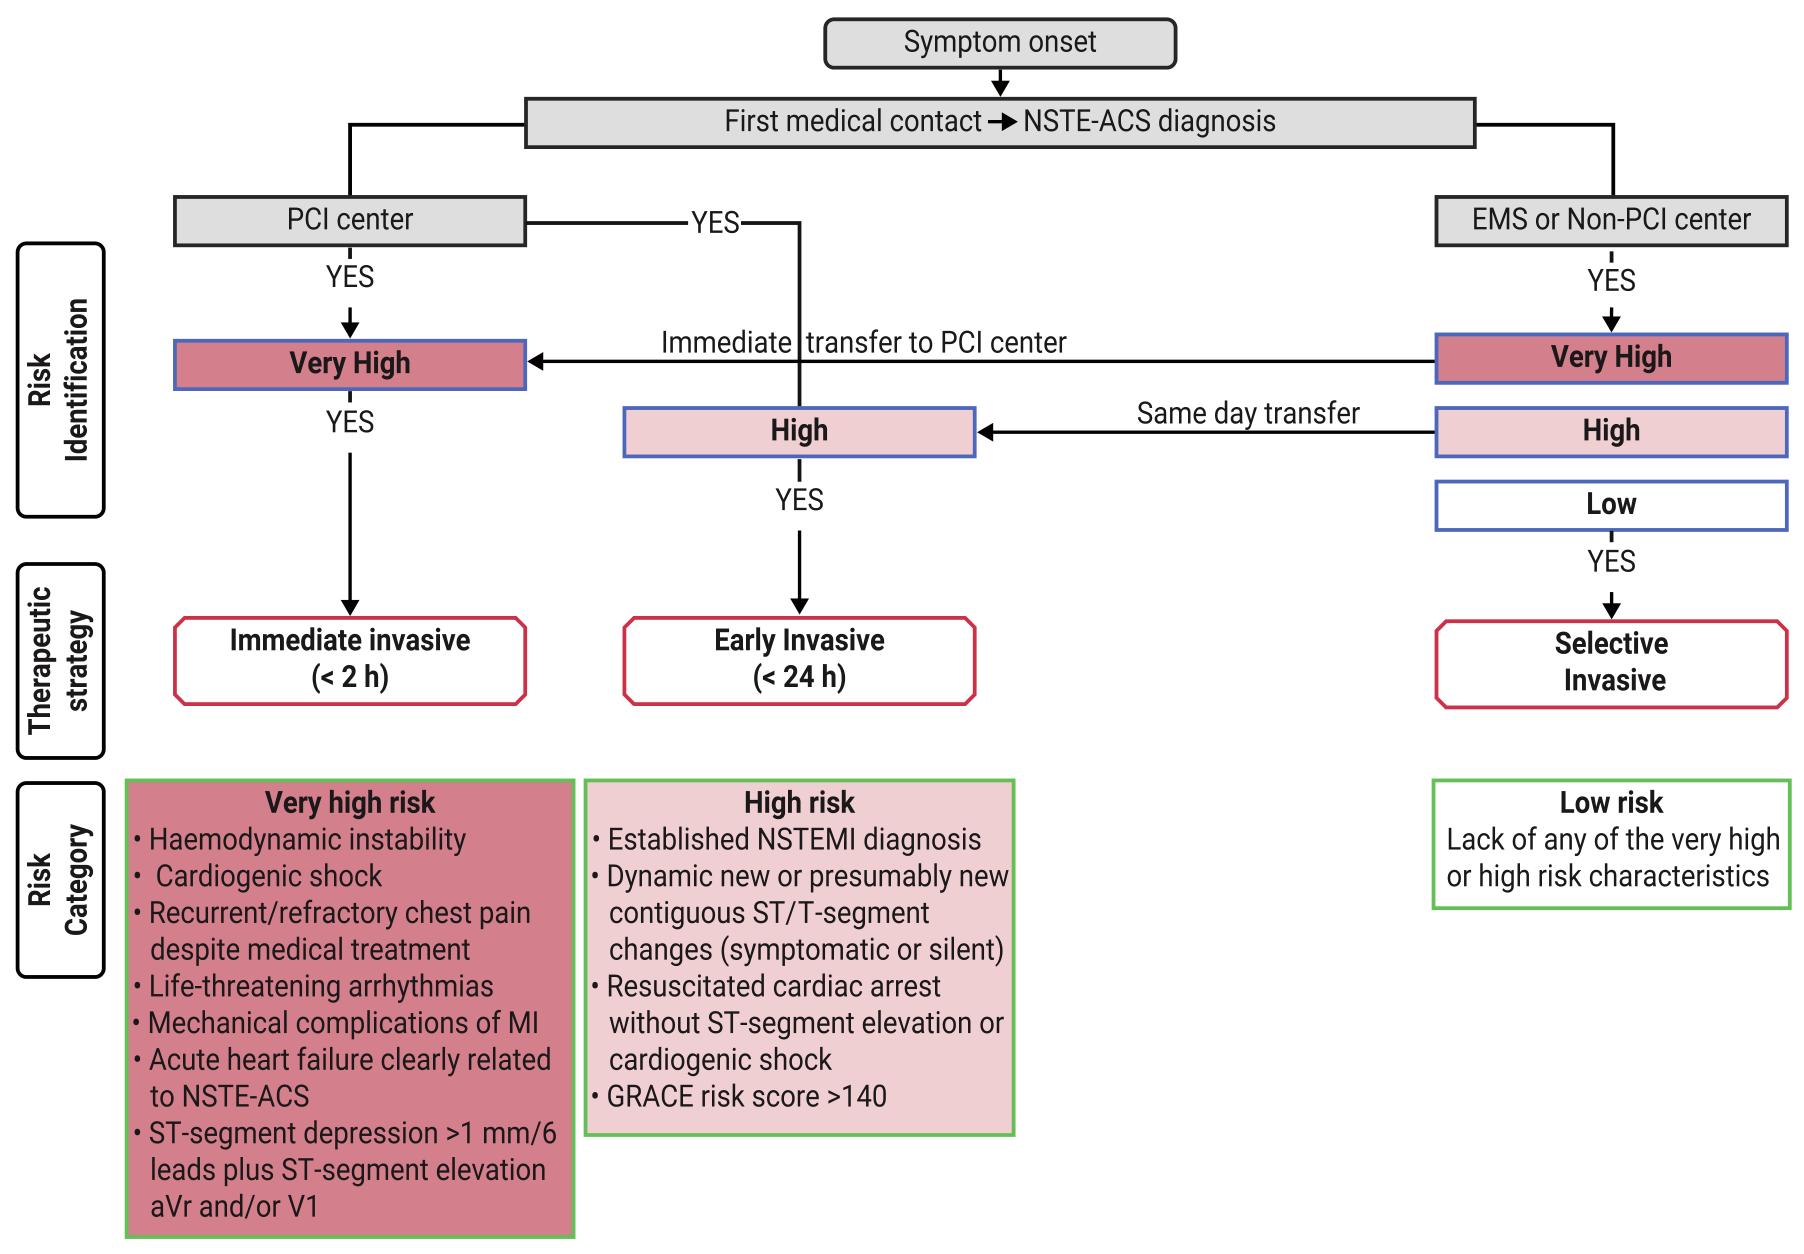 Symptom onset
First medical contact → NSTE-ACS diagnosis
PCI center
YES
EMS or Non-PCI center
YES
YES
Risk
Identification
Very High
Immediate transfer to PCI center
Very High
YES
High
Same day transfer
High
YES
Low
YES
Therapeutic
strategy
Immediate invasive
(< 2 h)
Early Invasive
(< 24 h)
Selective
Invasive
Risk
Category
Very high risk
• Haemodynamic instability
• Cardiogenic shock
• Recurrent/refractory chest pain
despite medical treatment
• Life-threatening arrhythmias
• Mechanical complications of MI
• Acute heart failure clearly related
to NSTE-ACS
• ST-segment depression >1 mm/6
leads plus ST-segment elevation
aVr and/or V1
High risk
• Established NSTEMI diagnosis
• Dynamic new or presumably new
contiguous ST/T-segment
changes (symptomatic or silent)
• Resuscitated cardiac arrest
without ST-segment elevation or
cardiogenic shock
• GRACE risk score >140
Low risk
Lack of any of the very high
or high risk characteristics